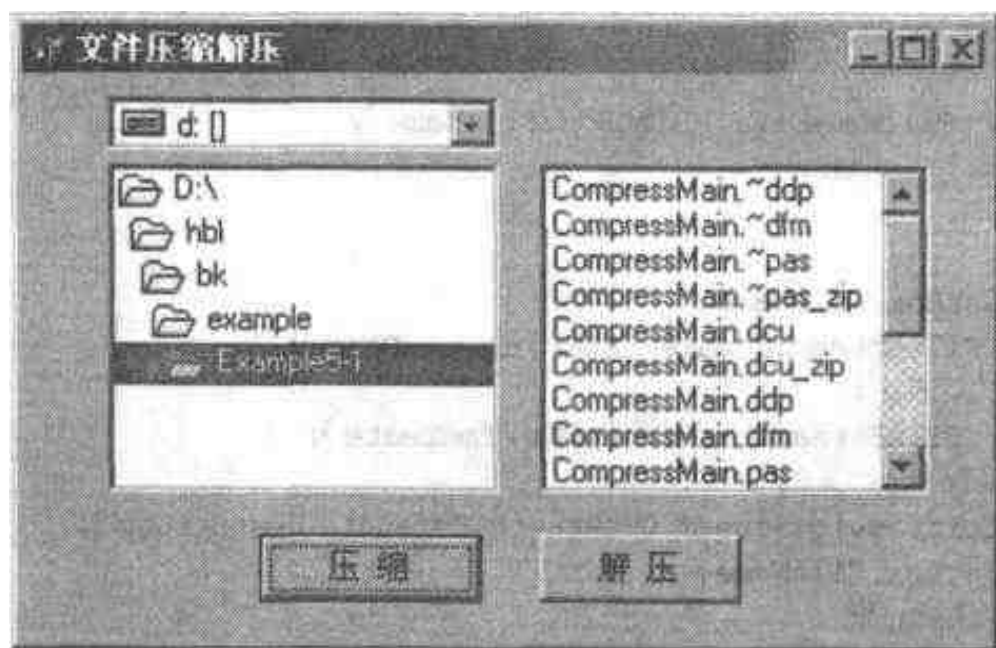 文件压缩解压
d: []
D:\
hbl
bk
example
Example5-1
CompressMain.~ddp
CompressMain.~dfm
CompressMain.~pas
CompressMain.~pas_zip
CompressMain.dcu
CompressMain.dcu_zip
CompressMain.ddp
CompressMain.dfm
CompressMain.pas
压 缩
解 压